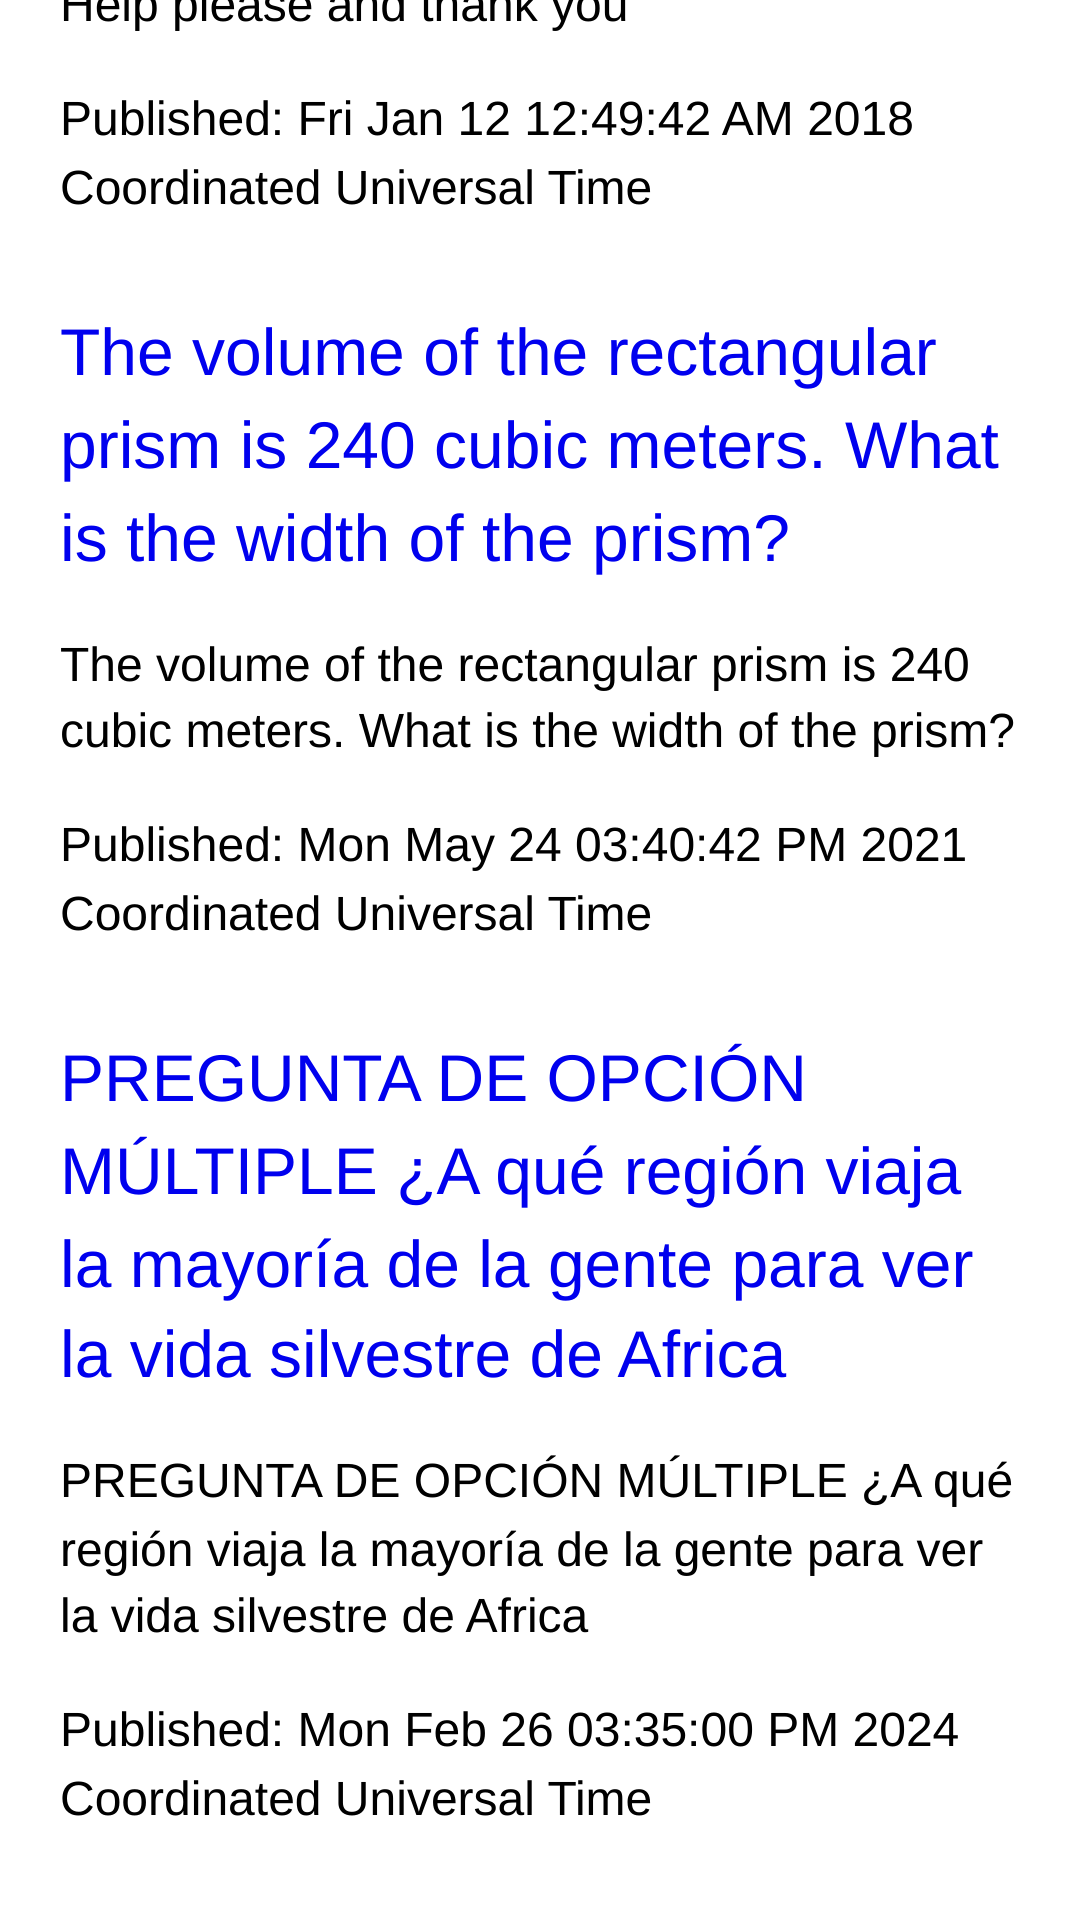 Help please and thank you
Published: Fri Jan 12 12:49:42 AM 2018
Coordinated Universal Time
The volume of the rectangular
prism is 240 cubic meters. What
is the width of the prism?
The volume of the rectangular prism is 240
cubic meters. What is the width of the prism?
Published: Mon May 24 03:40:42 PM 2021
Coordinated Universal Time
PREGUNTA DE OPCIÓN
MÚLTIPLE ¿A qué región viaja
la mayoría de la gente para ver
la vida silvestre de Africa
PREGUNTA DE OPCIÓN MÚLTIPLE ¿A qué
región viaja la mayoría de la gente para ver
la vida silvestre de Africa
Published: Mon Feb 26 03:35:00 PM 2024
Coordinated Universal Time